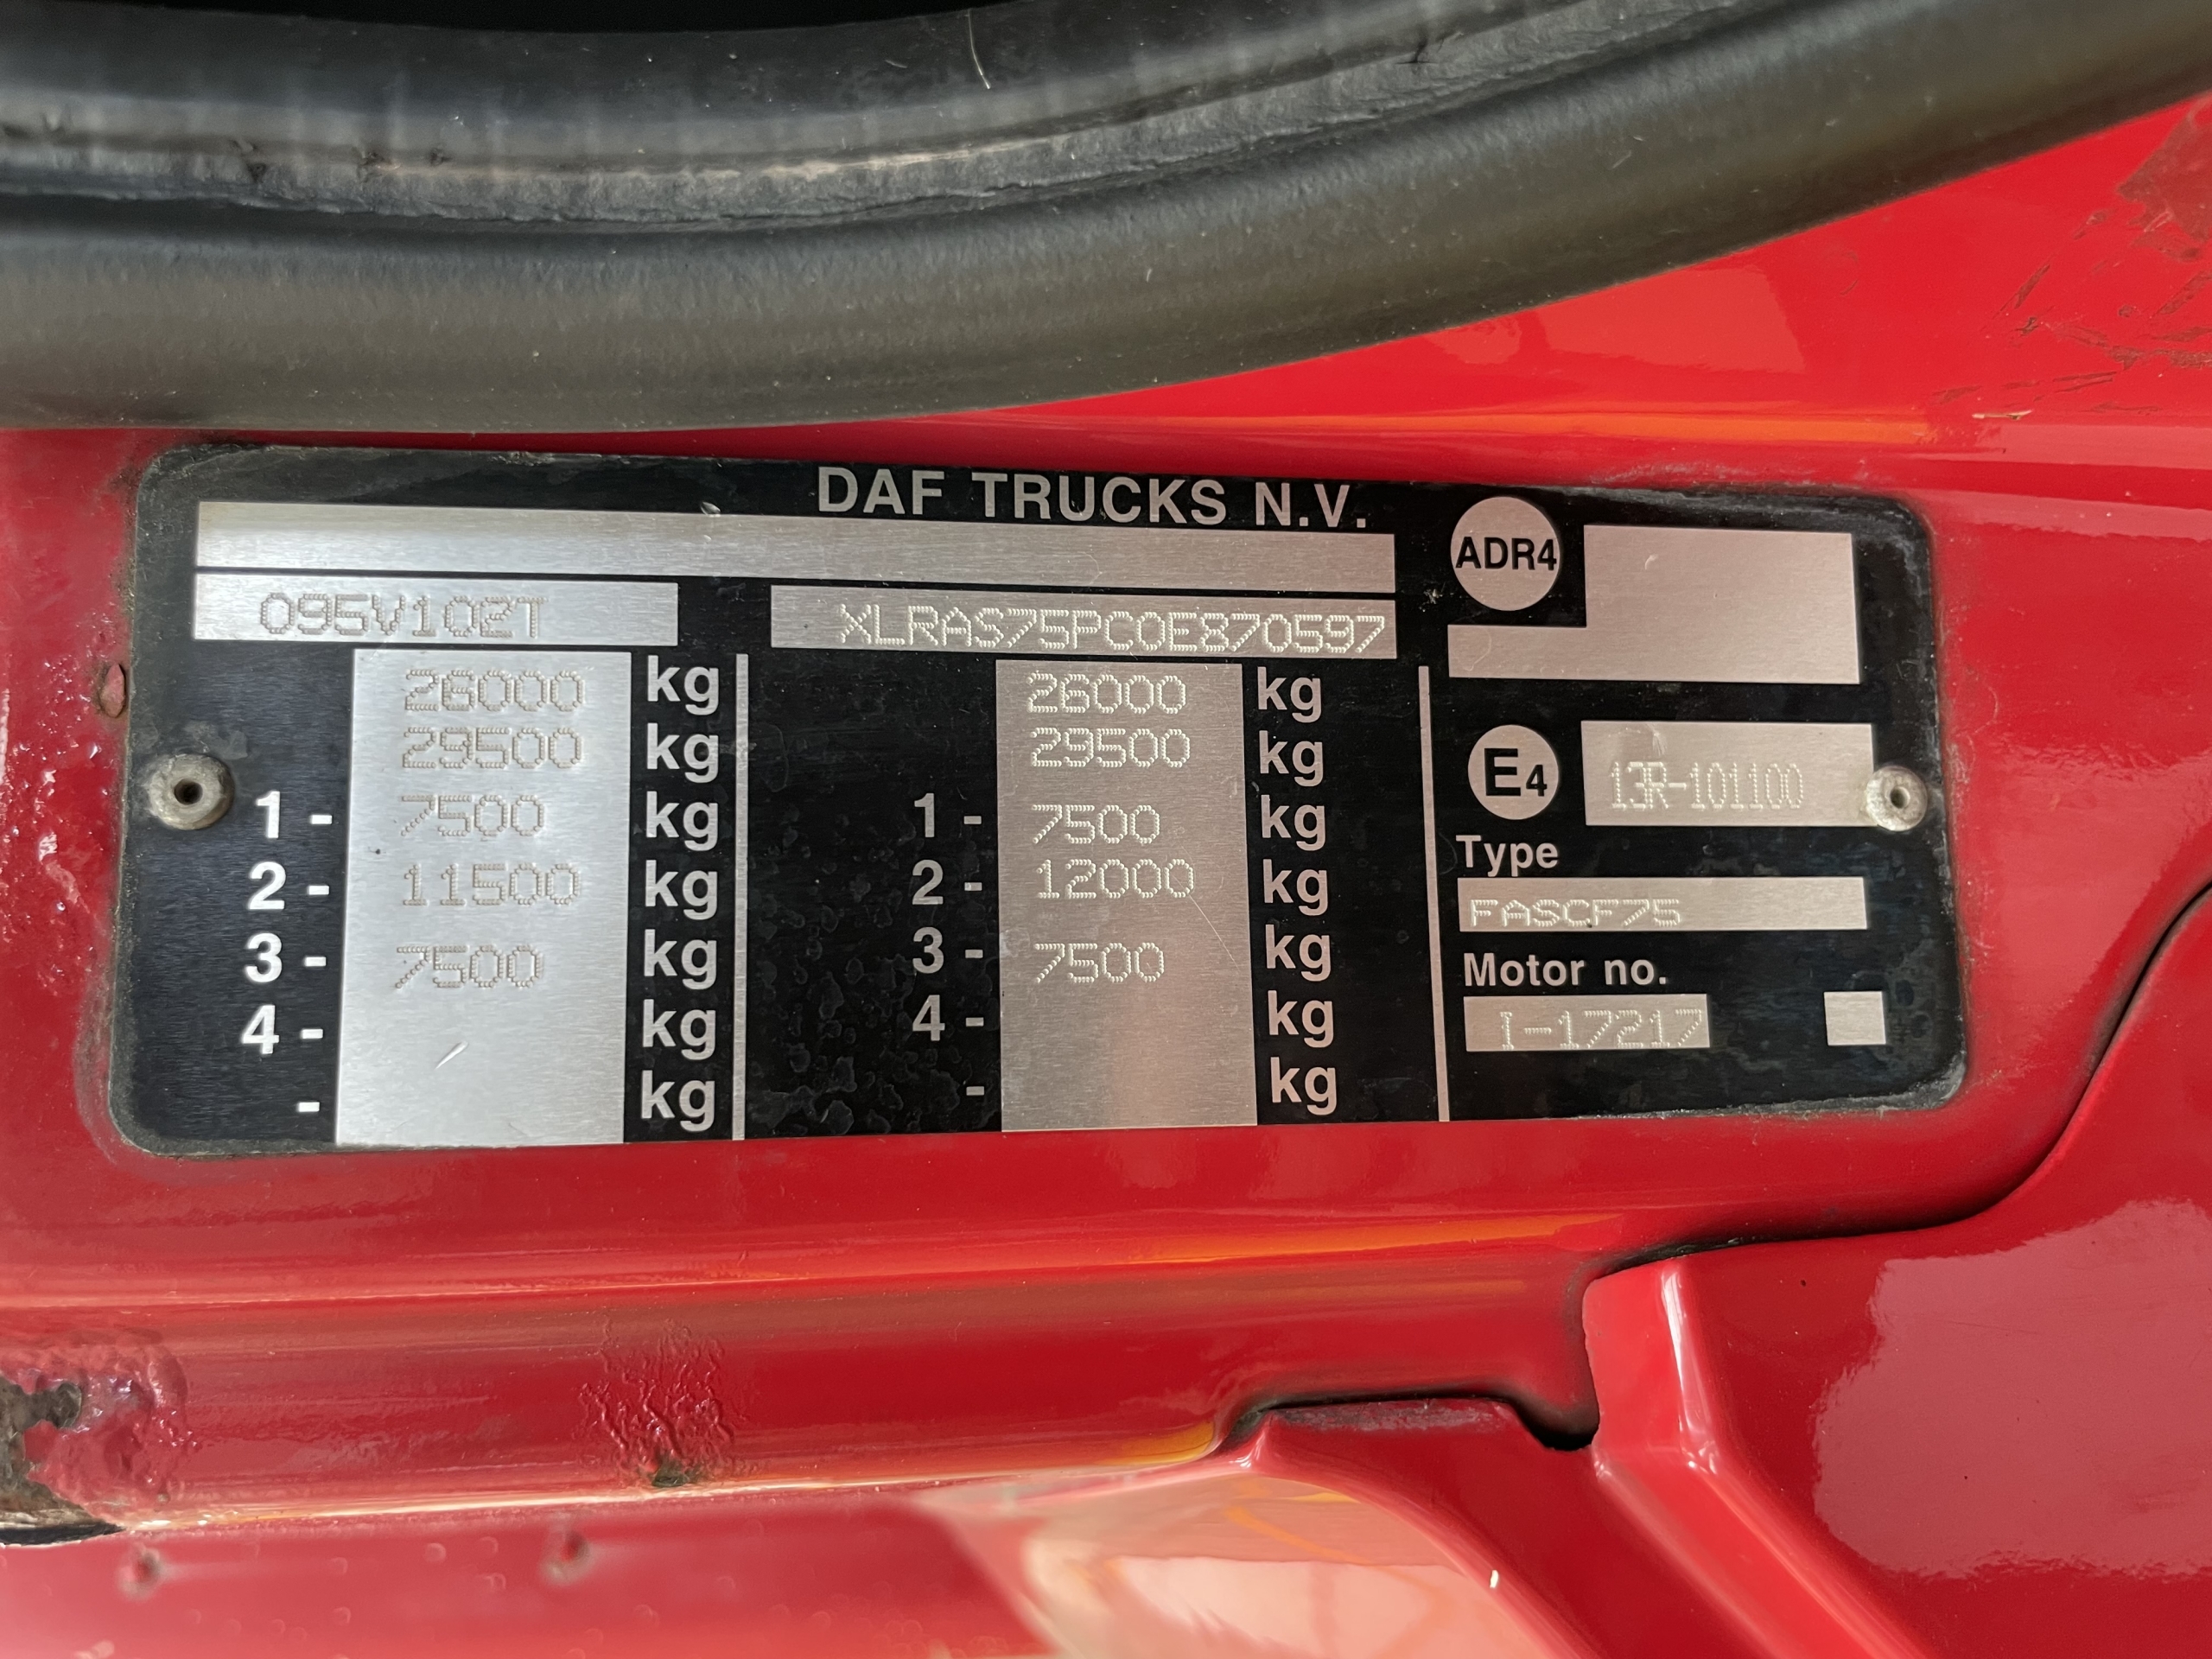 DAF TRUCKS N.V.
095V102T
XLRAS75PC0E870597
26000 kg
29500 kg
1 - 7500 kg
2 - 11500 kg
3 - 7500 kg
4 - kg
- kg
26000 kg
29500 kg
1 - 7500 kg
2 - 12000 kg
3 - 7500 kg
4 - kg
- kg
ADR4
E4 13R-101100
Type
FASCF75
Motor no.
I-17217